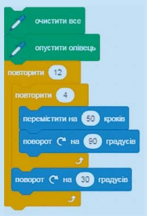 очистити все
опустити олівець
повторити 12
повторити 4
перемістити на 50 кроків
поворот на 90 градусів
поворот на 30 градусів